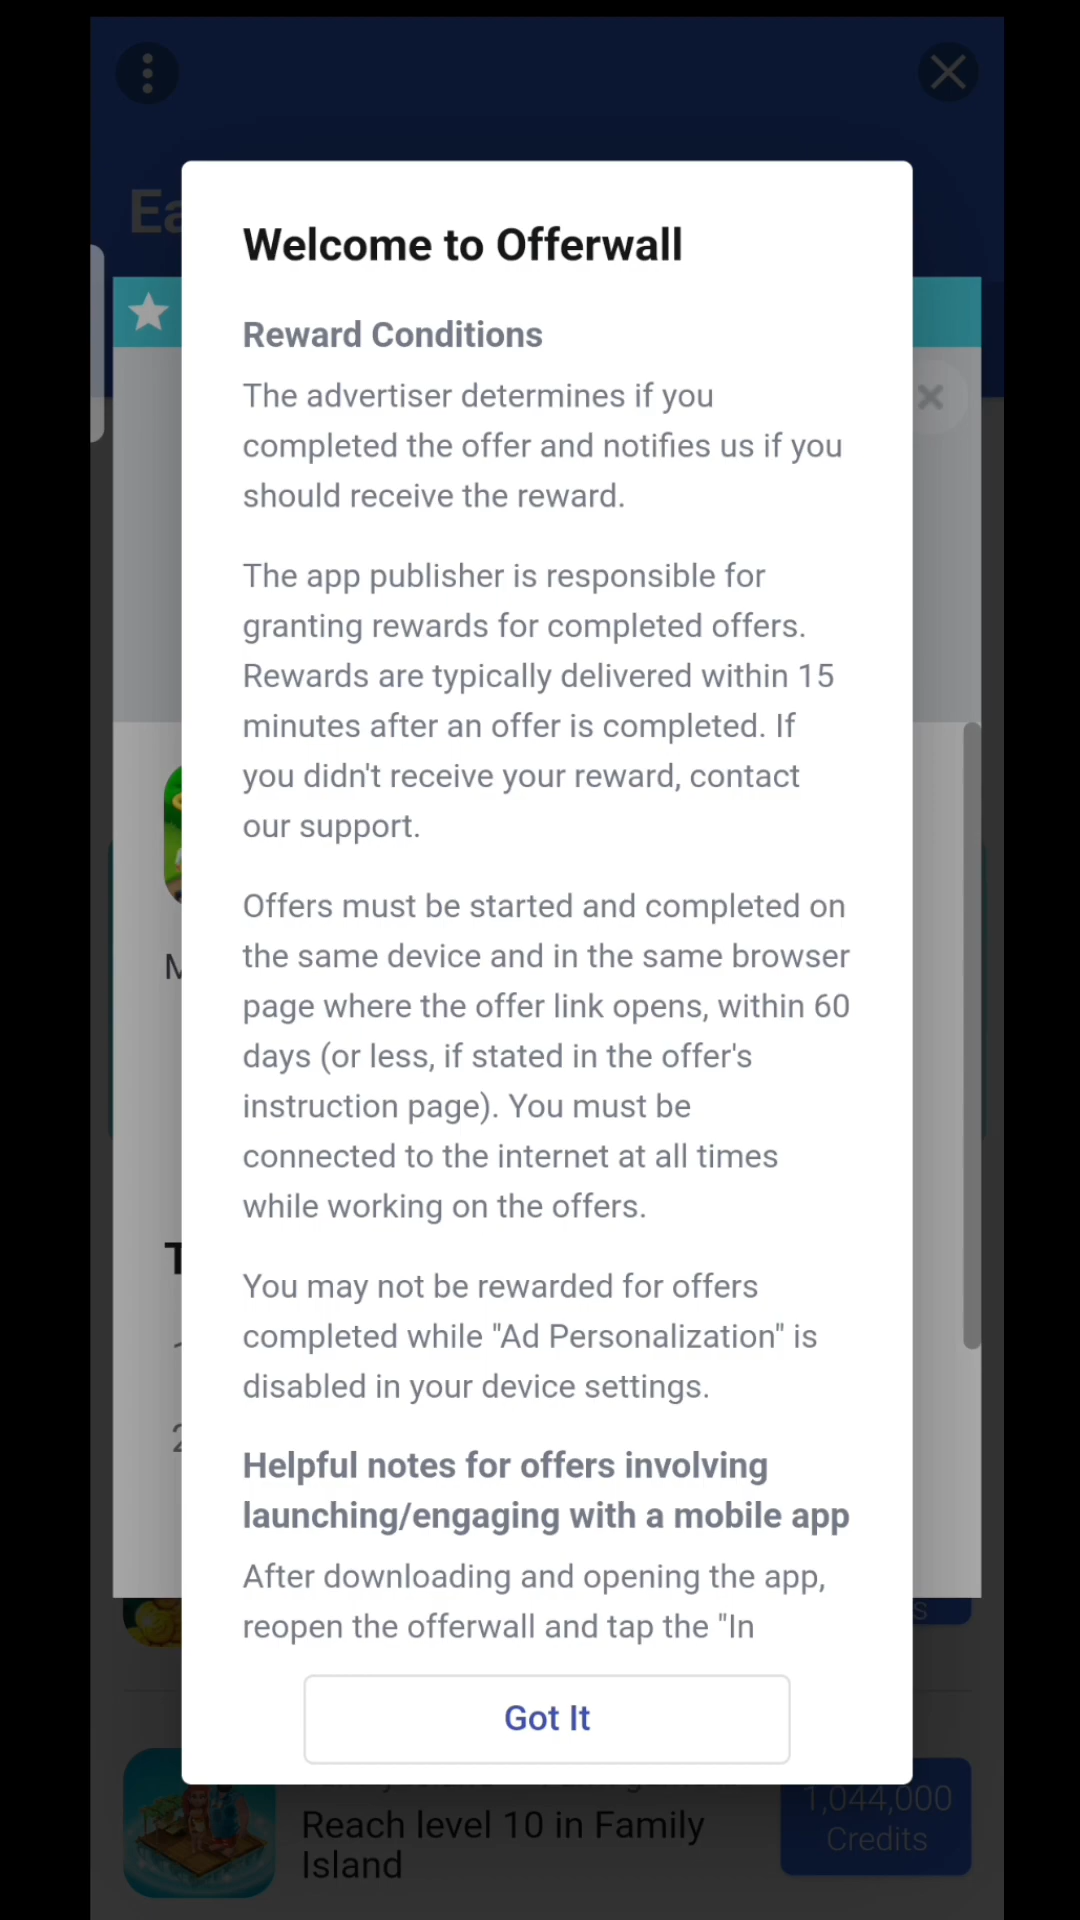 Welcome to Offerwall
Reward Conditions
The advertiser determines if you
completed the offer and notifies us if you
should receive the reward.
The app publisher is responsible for
granting rewards for completed offers.
Rewards are typically delivered within 15
minutes after an offer is completed. If
you didn't receive your reward, contact
our support.
Offers must be started and completed on
the same device and in the same browser
page where the offer link opens, within 60
days (or less, if stated in the offer's
instruction page). You must be
connected to the internet at all times
while working on the offers.
You may not be rewarded for offers
completed while "Ad Personalization" is
disabled in your device settings.
Helpful notes for offers involving
launching/engaging with a mobile app
After downloading and opening the app,
reopen the offerwall and tap the "In
Got It
Reach level 10 in Family
Island
1,044,000
Credits